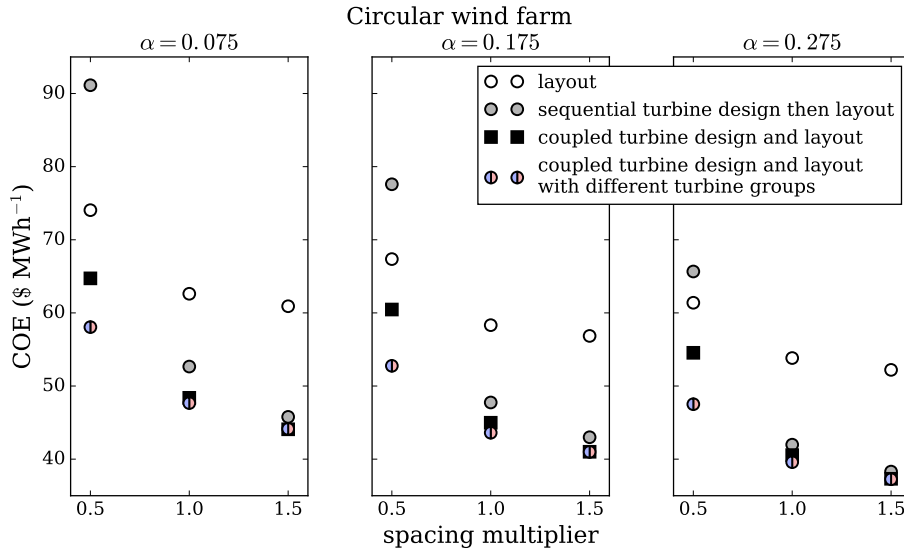 Circular wind farm
α = 0.075
α = 0.175
α = 0.275
layout
sequential turbine design then layout
coupled turbine design and layout
coupled turbine design and layout
with different turbine groups
COE ($ MWh⁻¹)
90
80
70
60
50
40
0.5 1.0 1.5
0.5 1.0 1.5
0.5 1.0 1.5
spacing multiplier